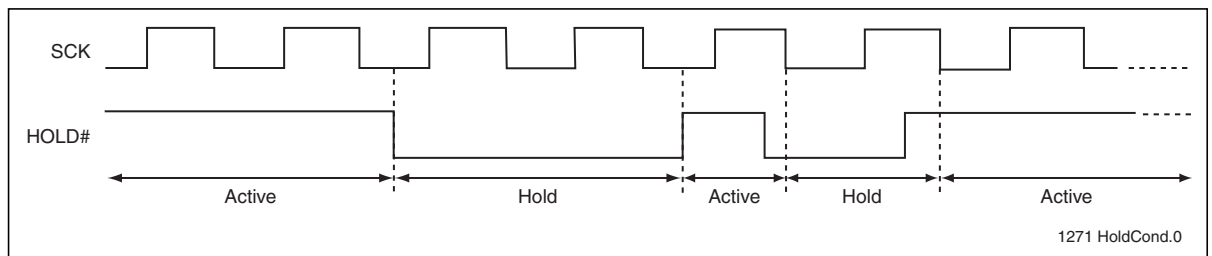 SCK
HOLD#
Active
Hold
Active
Hold
Active
1271 HoldCond.0